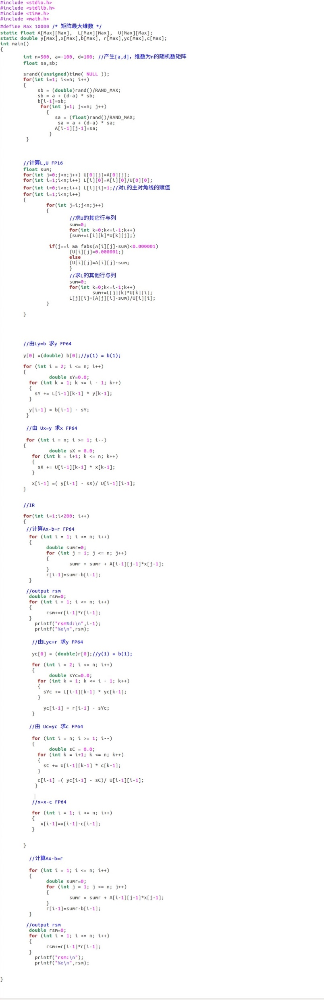 #include <stdio.h>
#include <stdlib.h>
#include <time.h>
#include <math.h>
#define Max 10000 /* 矩阵最大维数 */
static float A[Max][Max],  L[Max][Max],  U[Max][Max];
static double y[Max],x[Max],b[Max], r[Max],yc[Max],c[Max];
int main()
{
int n=500, a=-100, d=100; //产生[a,d]，维数为n的随机数矩阵
float sa,sb;
srand((unsigned)time( NULL ));
for(int i=1; i<=n; i++)
{
sb = (double)rand()/RAND_MAX;
sb = a + (d-a) * sb;
b[i-1]=sb;
for(int j=1; j<=n; j++)
{
sa = (float)rand()/RAND_MAX;
sa = a + (d-a) * sa;
A[i-1][j-1]=sa;
}
}
//计算L,U FP16
float sum;
for(int j=0;j<n;j++) U[0][j]=A[0][j];
for(int i=1;i<n;i++) L[i][0]=A[i][0]/U[0][0];
for(int i=0;i<n;i++) L[i][i]=1;//对L的主对角线的赋值
for(int i=1;i<n;i++)
{
for(int j=i;j<n;j++)
{
//求U的其它行与列
sum=0;
for(int k=0;k<=i-1;k++)
{sum+=L[i][k]*U[k][j];}
if(j==i && fabs(A[i][j]-sum)<0.000001)
{U[i][j]=0.000001;}
else
{U[i][j]=A[i][j]-sum;
}
//求L的其他行与列
sum=0;
for(int k=0;k<=i-1;k++)
sum+=L[j][k]*U[k][i];
L[j][i]=(A[j][i]-sum)/U[i][i];
}
}
//由Ly=b 求y FP64
y[0] =(double) b[0];//y(1) = b(1);
for (int i = 2; i <= n; i++)
{
double sY=0.0;
for (int k = 1; k <= i - 1; k++)
{
sY += L[i-1][k-1] * y[k-1];
}
y[i-1] = b[i-1] - sY;
}
//由 Ux=y 求x FP64
for (int i = n; i >= 1; i--)
{
double sX = 0.0;
for (int k = i+1; k <= n; k++)
{
sX += U[i-1][k-1] * x[k-1];
}
x[i-1] =( y[i-1] - sX)/ U[i-1][i-1];
}
//IR
for(int i=1;i<200; i++)
{
//计算Ax-b=r FP64
for (int i = 1; i <= n; i++)
{
double sumr=0;
for (int j = 1; j <= n; j++)
{
sumr = sumr + A[i-1][j-1]*x[j-1];
}
r[i-1]=sumr-b[i-1];
}
//output rsm
double rsm=0;
for (int i = 1; i <= n; i++)
{
rsm+=r[i-1]*r[i-1];
}
printf("rsm%d:\n",i-1);
printf("%e\n",rsm);
//由Lyc=r 求y FP64
yc[0] = (double)r[0];//y(1) = b(1);
for (int i = 2; i <= n; i++)
{
double sYc=0.0;
for (int k = 1; k <= i - 1; k++)
{
sYc += L[i-1][k-1] * yc[k-1];
}
yc[i-1] = r[i-1] - sYc;
}
//由 Uc=yc 求c FP64
for (int i = n; i >= 1; i--)
{
double sC = 0.0;
for (int k = i+1; k <= n; k++)
{
sC += U[i-1][k-1] * c[k-1];
}
c[i-1] =( yc[i-1] - sC)/ U[i-1][i-1];
}
//x=x-c FP64
for (int i = 1; i <= n; i++)
{
x[i-1]=x[i-1]-c[i-1];
}
}
//计算Ax-b=r
for (int i = 1; i <= n; i++)
{
double sumr=0;
for (int j = 1; j <= n; j++)
{
sumr = sumr + A[i-1][j-1]*x[j-1];
}
r[i-1]=sumr-b[i-1];
}
//output rsm
double rsm=0;
for (int i = 1; i <= n; i++)
{
rsm+=r[i-1]*r[i-1];
}
printf("rsm:\n");
printf("%e\n",rsm);
}